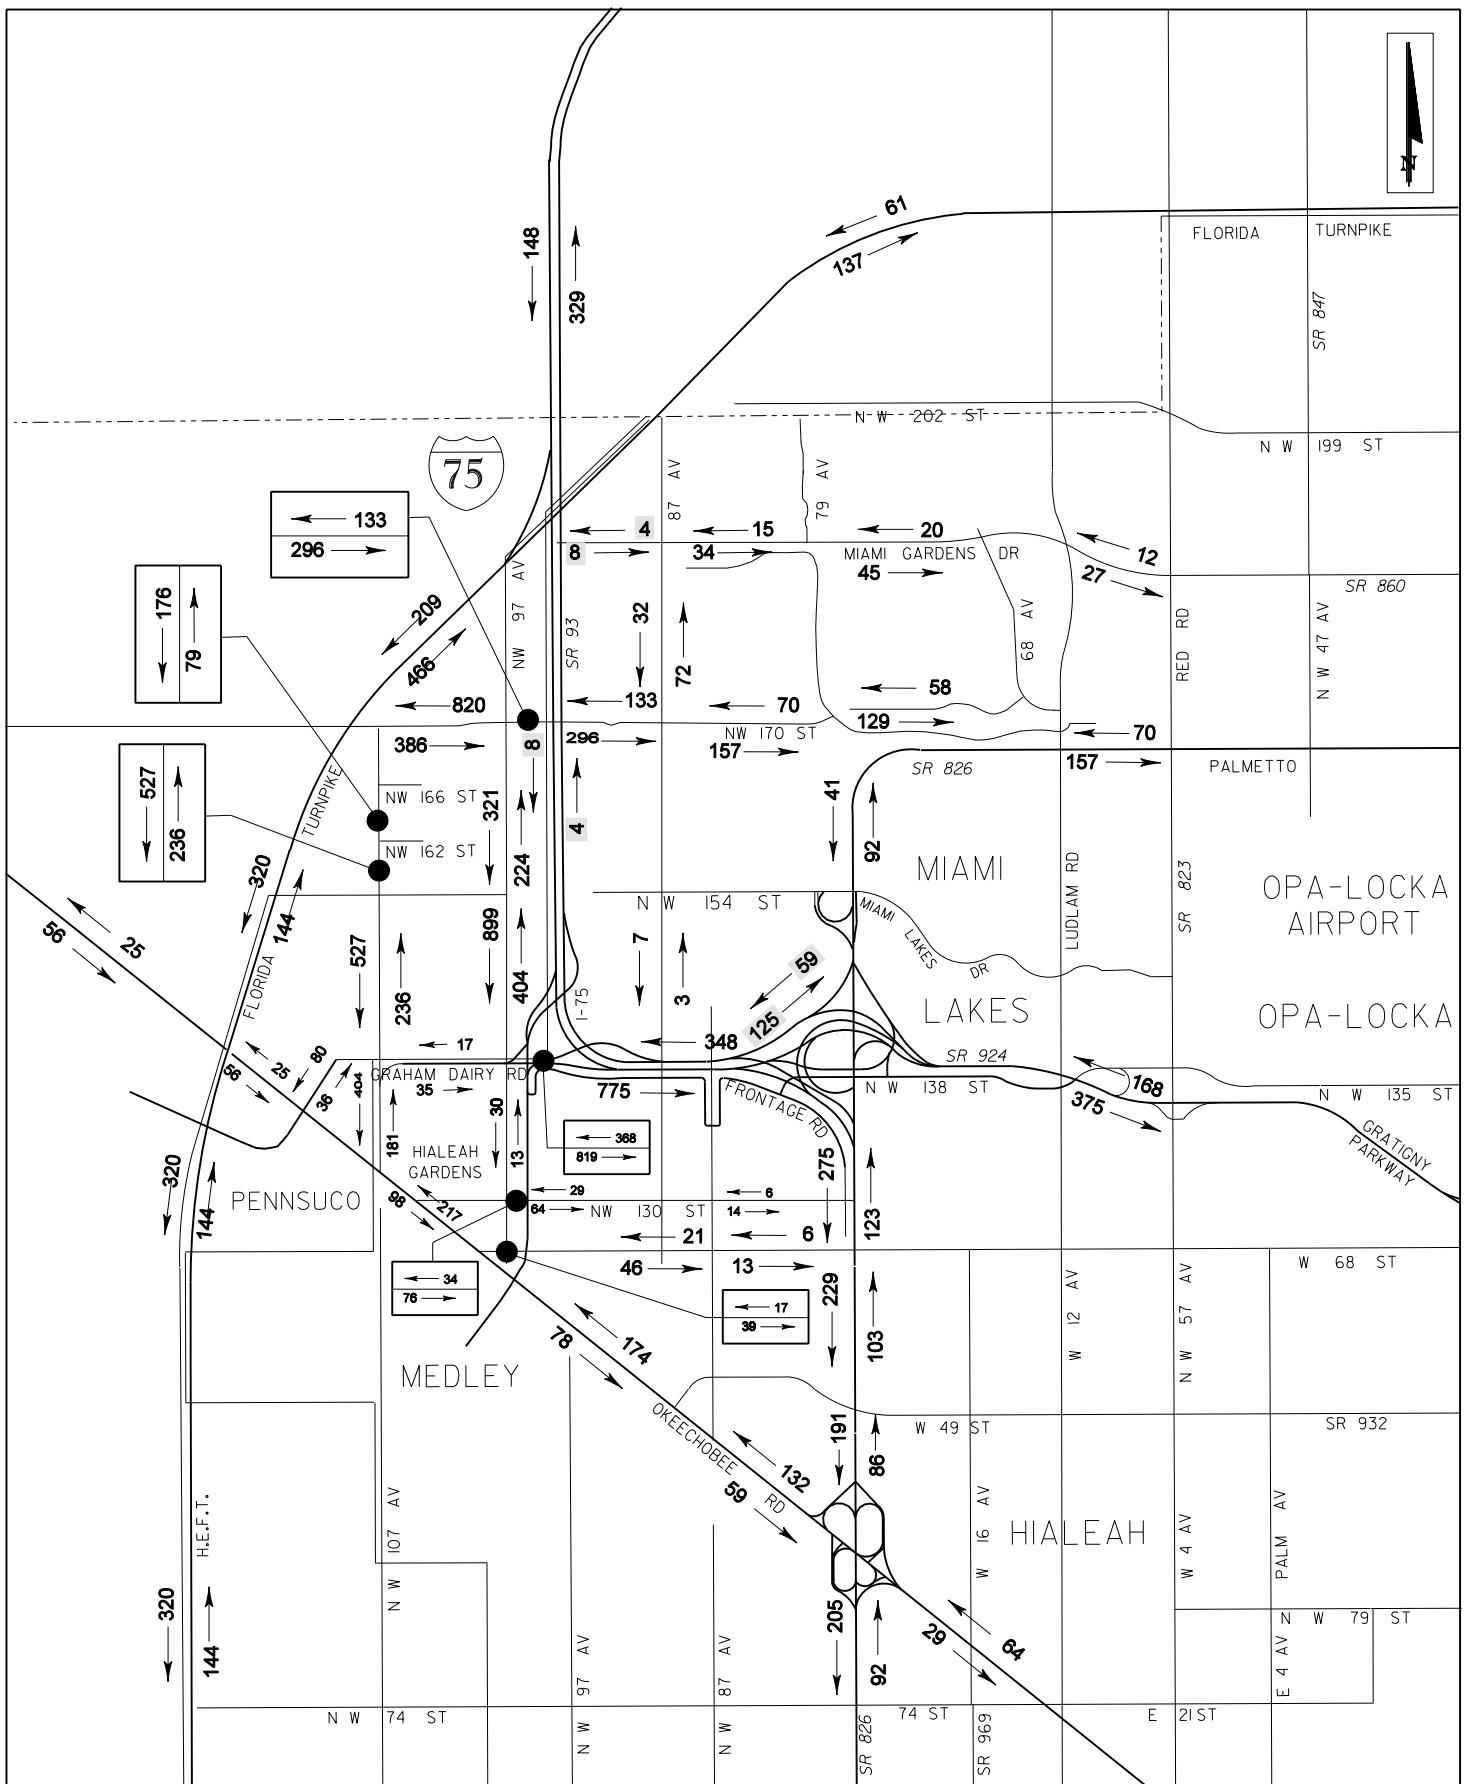 N
61
137
FLORIDA TURNPIKE
148
329
SR 847
N W 202 ST
N W 199 ST
75
87 AV
79 AV
133
296
4
8
15
34
20
45
MIAMI GARDENS DR
12
27
SR 860
176
79
209
466
NW 97 AV
SR 93
32
72
68 AV
RED RD
N W 47 AV
820
386
133
296
8
70
157
NW 170 ST
58
129
70
157
SR 826
PALMETTO
527
236
NW 166 ST
NW 162 ST
TURNPIKE
321
224
4
41
92
MIAMI
LAKES
LUDLAM RD
SR 823
OPA-LOCKA
AIRPORT
OPA-LOCKA
320
144
FLORIDA
25
56
527
236
899
404
N W 154 ST
MIAMI LAKES DR
7
3
59
125
I-75
348
775
17
35
GRAHAM DAIRY RD
25
56
80
36
404
181
30
13
HIALEAH
GARDENS
368
819
FRONTAGE RD
SR 924
N W 138 ST
168
375
N W 135 ST
GRATIGNY
PARKWAY
275
123
320
144
PENNSUCO
98
217
29
64
NW 130 ST
6
14
21
46
6
13
W 68 ST
34
76
17
39
229
103
W 12 AV
N W 57 AV
MEDLEY
78
174
OKEECHOBEE RD
132
59
191
86
W 49 ST
SR 932
H.E.F.T.
N W 107 AV
HIALEAH
W 16 AV
W 4 AV
PALM AV
N W 79 ST
320
144
N W 97 AV
N W 87 AV
205
92
29
64
E 4 AV
N W 74 ST
74 ST
E 21 ST
SR 826
SR 969